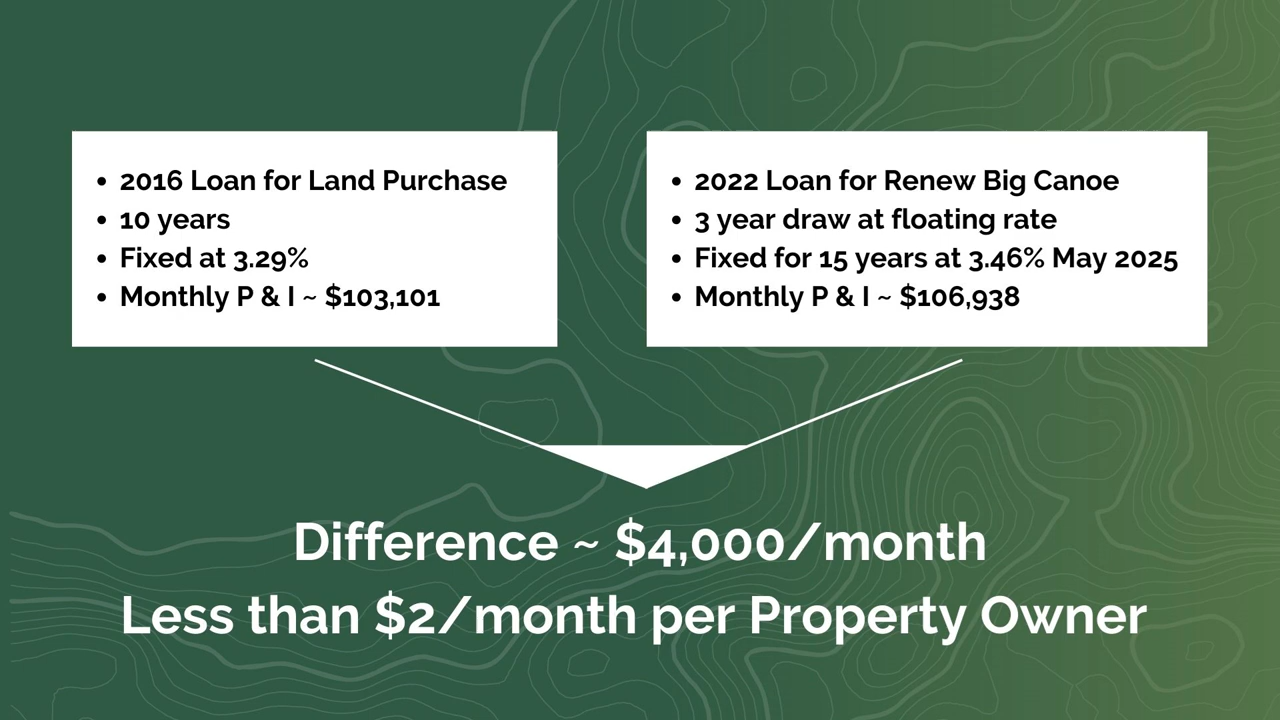 • 2016 Loan for Land Purchase
• 10 years
• Fixed at 3.29%
• Monthly P & I ~ $103,101
• 2022 Loan for Renew Big Canoe
• 3 year draw at floating rate
• Fixed for 15 years at 3.46% May 2025
• Monthly P & I ~ $106,938
Difference ~ $4,000/month
Less than $2/month per Property Owner